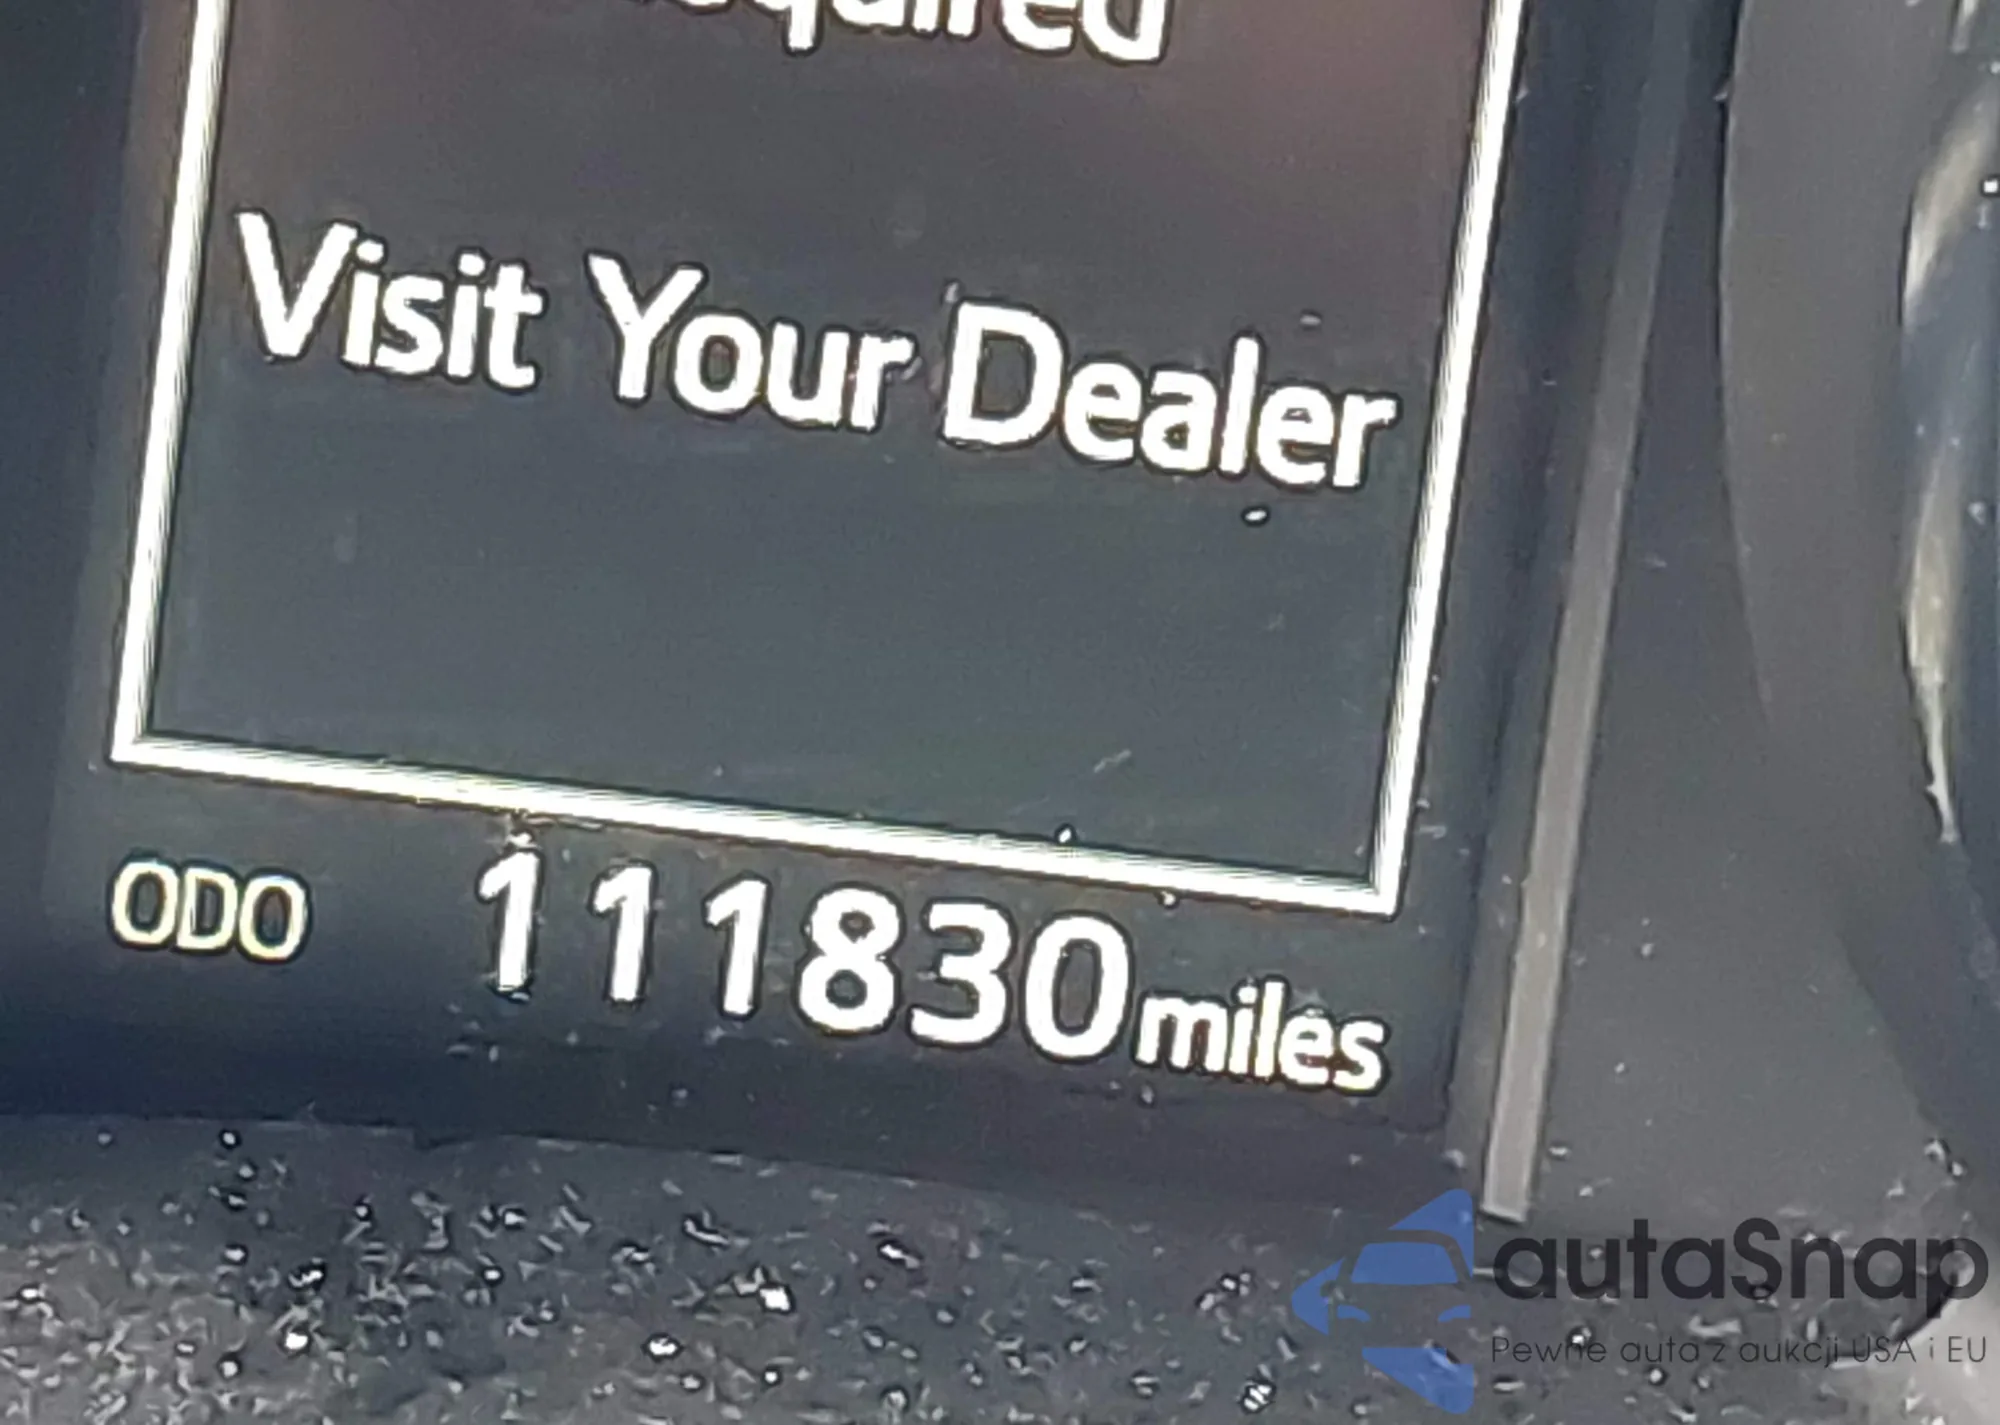 Visit Your Dealer
ODO 111830 miles
autaSnap
Pewne auta z aukcji USA i EU